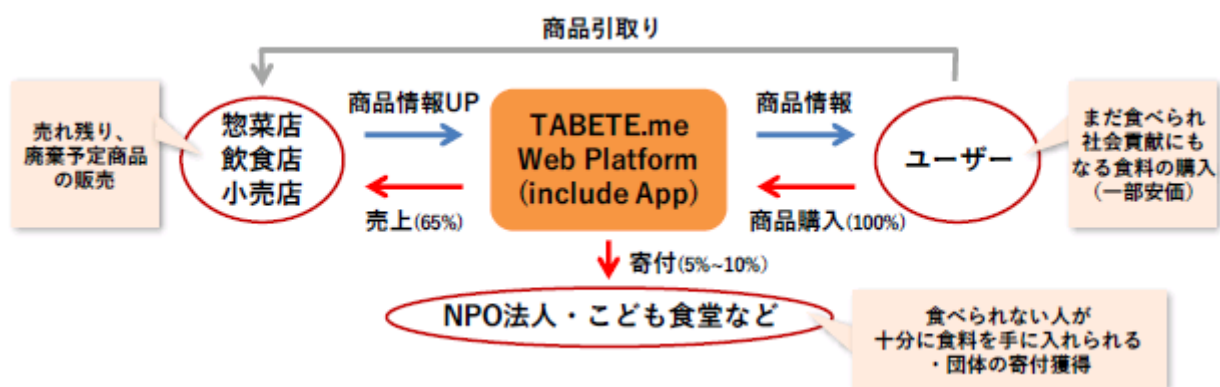 商品引取り
売れ残り、
廃棄予定商品
の販売
惣菜店
飲食店
小売店
商品情報UP
売上(65%)
TABETE.me
Web Platform
(include App)
商品情報
商品購入(100%)
ユーザー
まだ食べられ
社会貢献にも
なる食料の購入
（一部安価）
寄付(5%~10%)
NPO法人・こども食堂など
食べられない人が
十分に食料を手に入れられる
・団体の寄付獲得